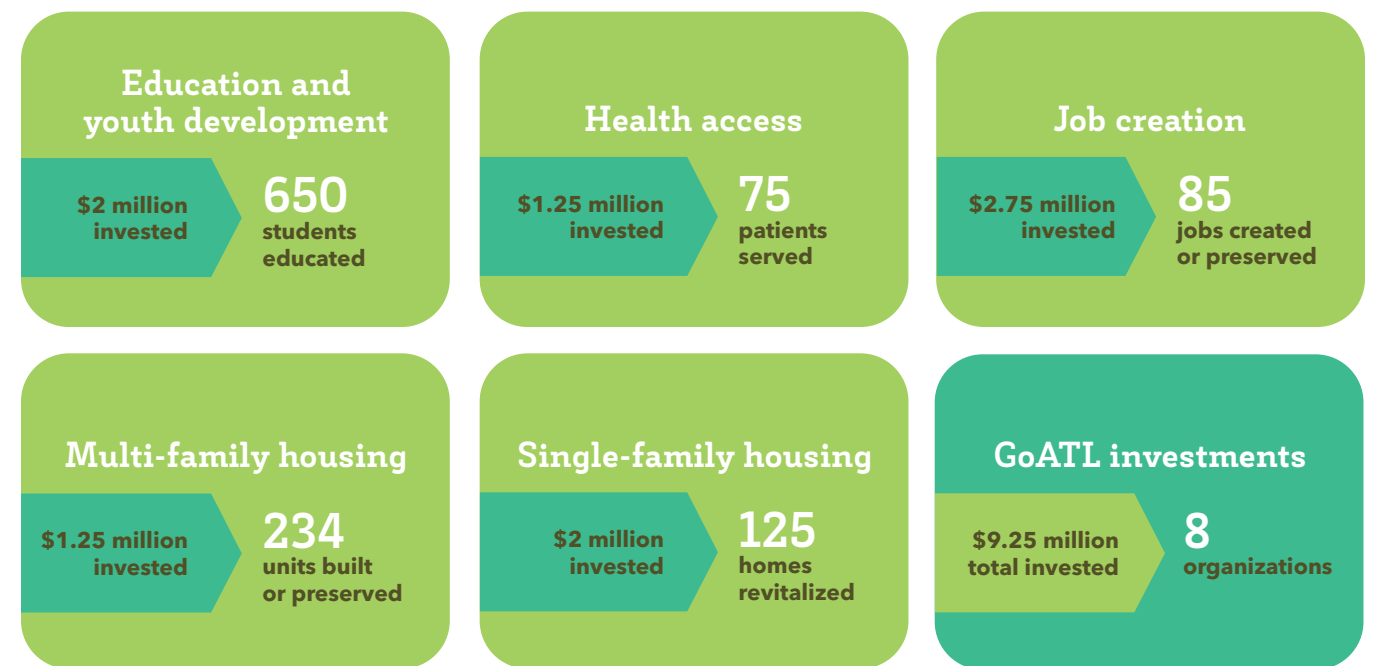 Education and
youth development
$2 million
invested
650
students
educated
Health access
$1.25 million
invested
75
patients
served
Job creation
$2.75 million
invested
85
jobs created
or preserved
Multi-family housing
$1.25 million
invested
234
units built
or preserved
Single-family housing
$2 million
invested
125
homes
revitalized
GoATL investments
$9.25 million
total invested
8
organizations